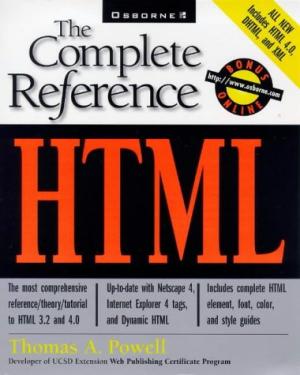 OSBORNE
The
Complete
Reference
ALL NEW
Includes HTML 4.0,
DHTML, and XML
BONUS
http://www.osborne.com
ONLINE
HTML
The most comprehensive
reference/theory/tutorial
to HTML 3.2 and 4.0
Up-to-date with Netscape 4,
Internet Explorer 4 tags,
and Dynamic HTML
Includes complete HTML
element, font, color,
and style guides
Thomas A. Powell
Developer of UCSD Extension Web Publishing Certificate Program